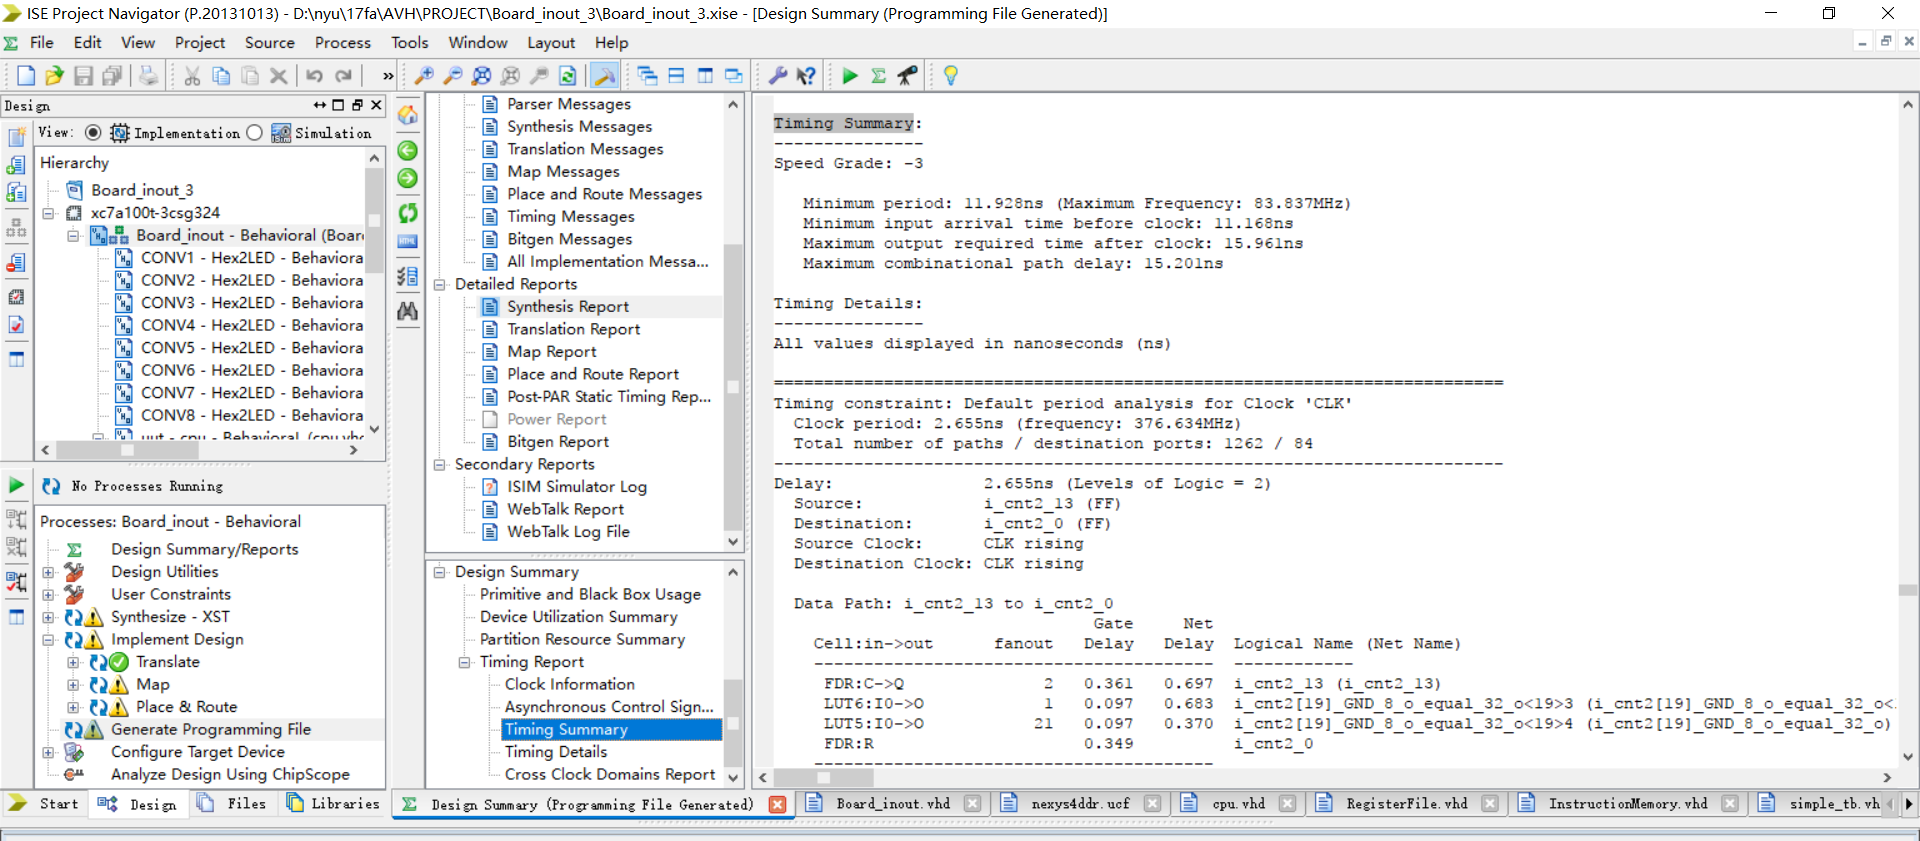 ISE Project Navigator (P.20131013) - D:\nyu\17fa\AVH\PROJECT\Board_inout_3\Board_inout_3.xise - [Design Summary (Programming File Generated)]
File Edit View Project Source Process Tools Window Layout Help
Design
View: Implementation Simulation
Hierarchy
Board_inout_3
xc7a100t-3csg324
Board_inout - Behavioral (Boar
CONV1 - Hex2LED - Behaviora
CONV2 - Hex2LED - Behaviora
CONV3 - Hex2LED - Behaviora
CONV4 - Hex2LED - Behaviora
CONV5 - Hex2LED - Behaviora
CONV6 - Hex2LED - Behaviora
CONV7 - Hex2LED - Behaviora
CONV8 - Hex2LED - Behaviora
uut - cpu - Behavioral (cpu.vhd
No Processes Running
Processes: Board_inout - Behavioral
Design Summary/Reports
Design Utilities
User Constraints
Synthesize - XST
Implement Design
Translate
Map
Place & Route
Generate Programming File
Configure Target Device
Analyze Design Using ChipScope
Start Design Files Libraries
Parser Messages
Synthesis Messages
Translation Messages
Map Messages
Place and Route Messages
Timing Messages
Bitgen Messages
All Implementation Messa...
Detailed Reports
Synthesis Report
Translation Report
Map Report
Place and Route Report
Post-PAR Static Timing Rep...
Power Report
Bitgen Report
Secondary Reports
ISIM Simulator Log
WebTalk Report
WebTalk Log File
Design Summary
Primitive and Black Box Usage
Device Utilization Summary
Partition Resource Summary
Timing Report
Clock Information
Asynchronous Control Sign...
Timing Summary
Timing Details
Cross Clock Domains Report
Timing Summary:
---------------
Speed Grade: -3
Minimum period: 11.928ns (Maximum Frequency: 83.837MHz)
Minimum input arrival time before clock: 11.168ns
Maximum output required time after clock: 15.961ns
Maximum combinational path delay: 15.201ns
Timing Details:
---------------
All values displayed in nanoseconds (ns)
=========================================================================
Timing constraint: Default period analysis for Clock 'CLK'
Clock period: 2.655ns (frequency: 376.634MHz)
Total number of paths / destination ports: 1262 / 84
-------------------------------------------------------------------------
Delay: 2.655ns (Levels of Logic = 2)
Source: i_cnt2_13 (FF)
Destination: i_cnt2_0 (FF)
Source Clock: CLK rising
Destination Clock: CLK rising
Data Path: i_cnt2_13 to i_cnt2_0
Gate Net
Cell:in->out fanout Delay Delay Logical Name (Net Name)
---------------------------------------- ------------
FDR:C->Q 2 0.361 0.697 i_cnt2_13 (i_cnt2_13)
LUT6:I0->O 1 0.097 0.683 i_cnt2[19]_GND_8_o_equal_32_o<19>3 (i_cnt2[19]_GND_8_o_equal_32_o<
LUT5:I0->O 21 0.097 0.370 i_cnt2[19]_GND_8_o_equal_32_o<19>4 (i_cnt2[19]_GND_8_o_equal_32_o)
FDR:R 0.349 i_cnt2_0
----------------------------------------
Design Summary (Programming File Generated) Board_inout.vhd nexys4ddr.ucf cpu.vhd RegisterFile.vhd InstructionMemory.vhd simple_tb.vh